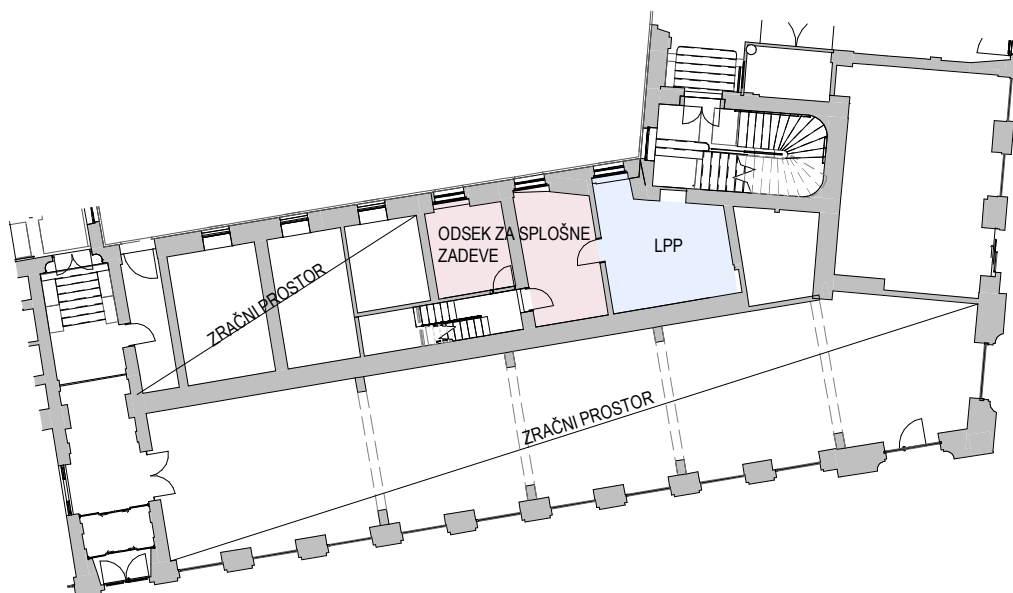 ODSEK ZA SPLOŠNE
ZADEVE
LPP
ZRAČNI PROSTOR
ZRAČNI PROSTOR